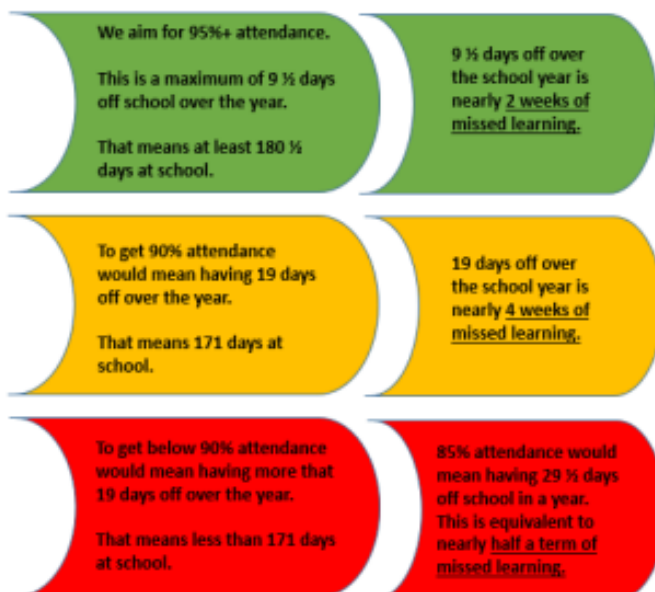 We aim for 95%+ attendance.
This is a maximum of 9 ½ days
off school over the year.
That means at least 180 ½
days at school.
9 ½ days off over
the school year is
nearly 2 weeks of
missed learning.
To get 90% attendance
would mean having 19 days
off over the year.
That means 171 days at
school.
19 days off over
the school year is
nearly 4 weeks of
missed learning.
To get below 90% attendance
would mean having more that
19 days off over the year.
That means less than 171 days
at school.
85% attendance would
mean having 29 ½ days
off school in a year.
This is equivalent to
nearly half a term of
missed learning.